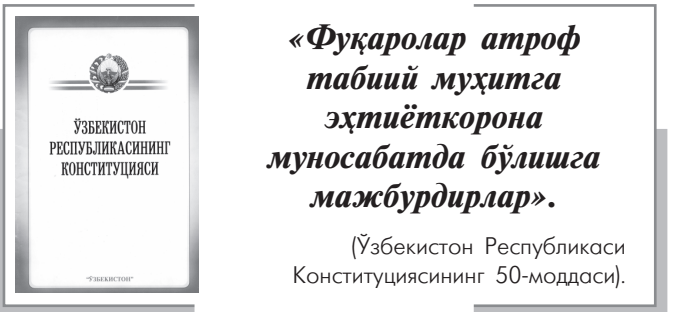 ЎЗБЕКИСТОН
РЕСПУБЛИКАСИНИНГ
КОНСТИТУЦИЯСИ
"ЎЗБЕКИСТОН"
«Фуқаролар атроф
табиий муҳитга
эҳтиёткорона
муносабатда бўлишга
мажбурдирлар».
(Ўзбекистон Республикаси
Конституциясининг 50-моддаси).